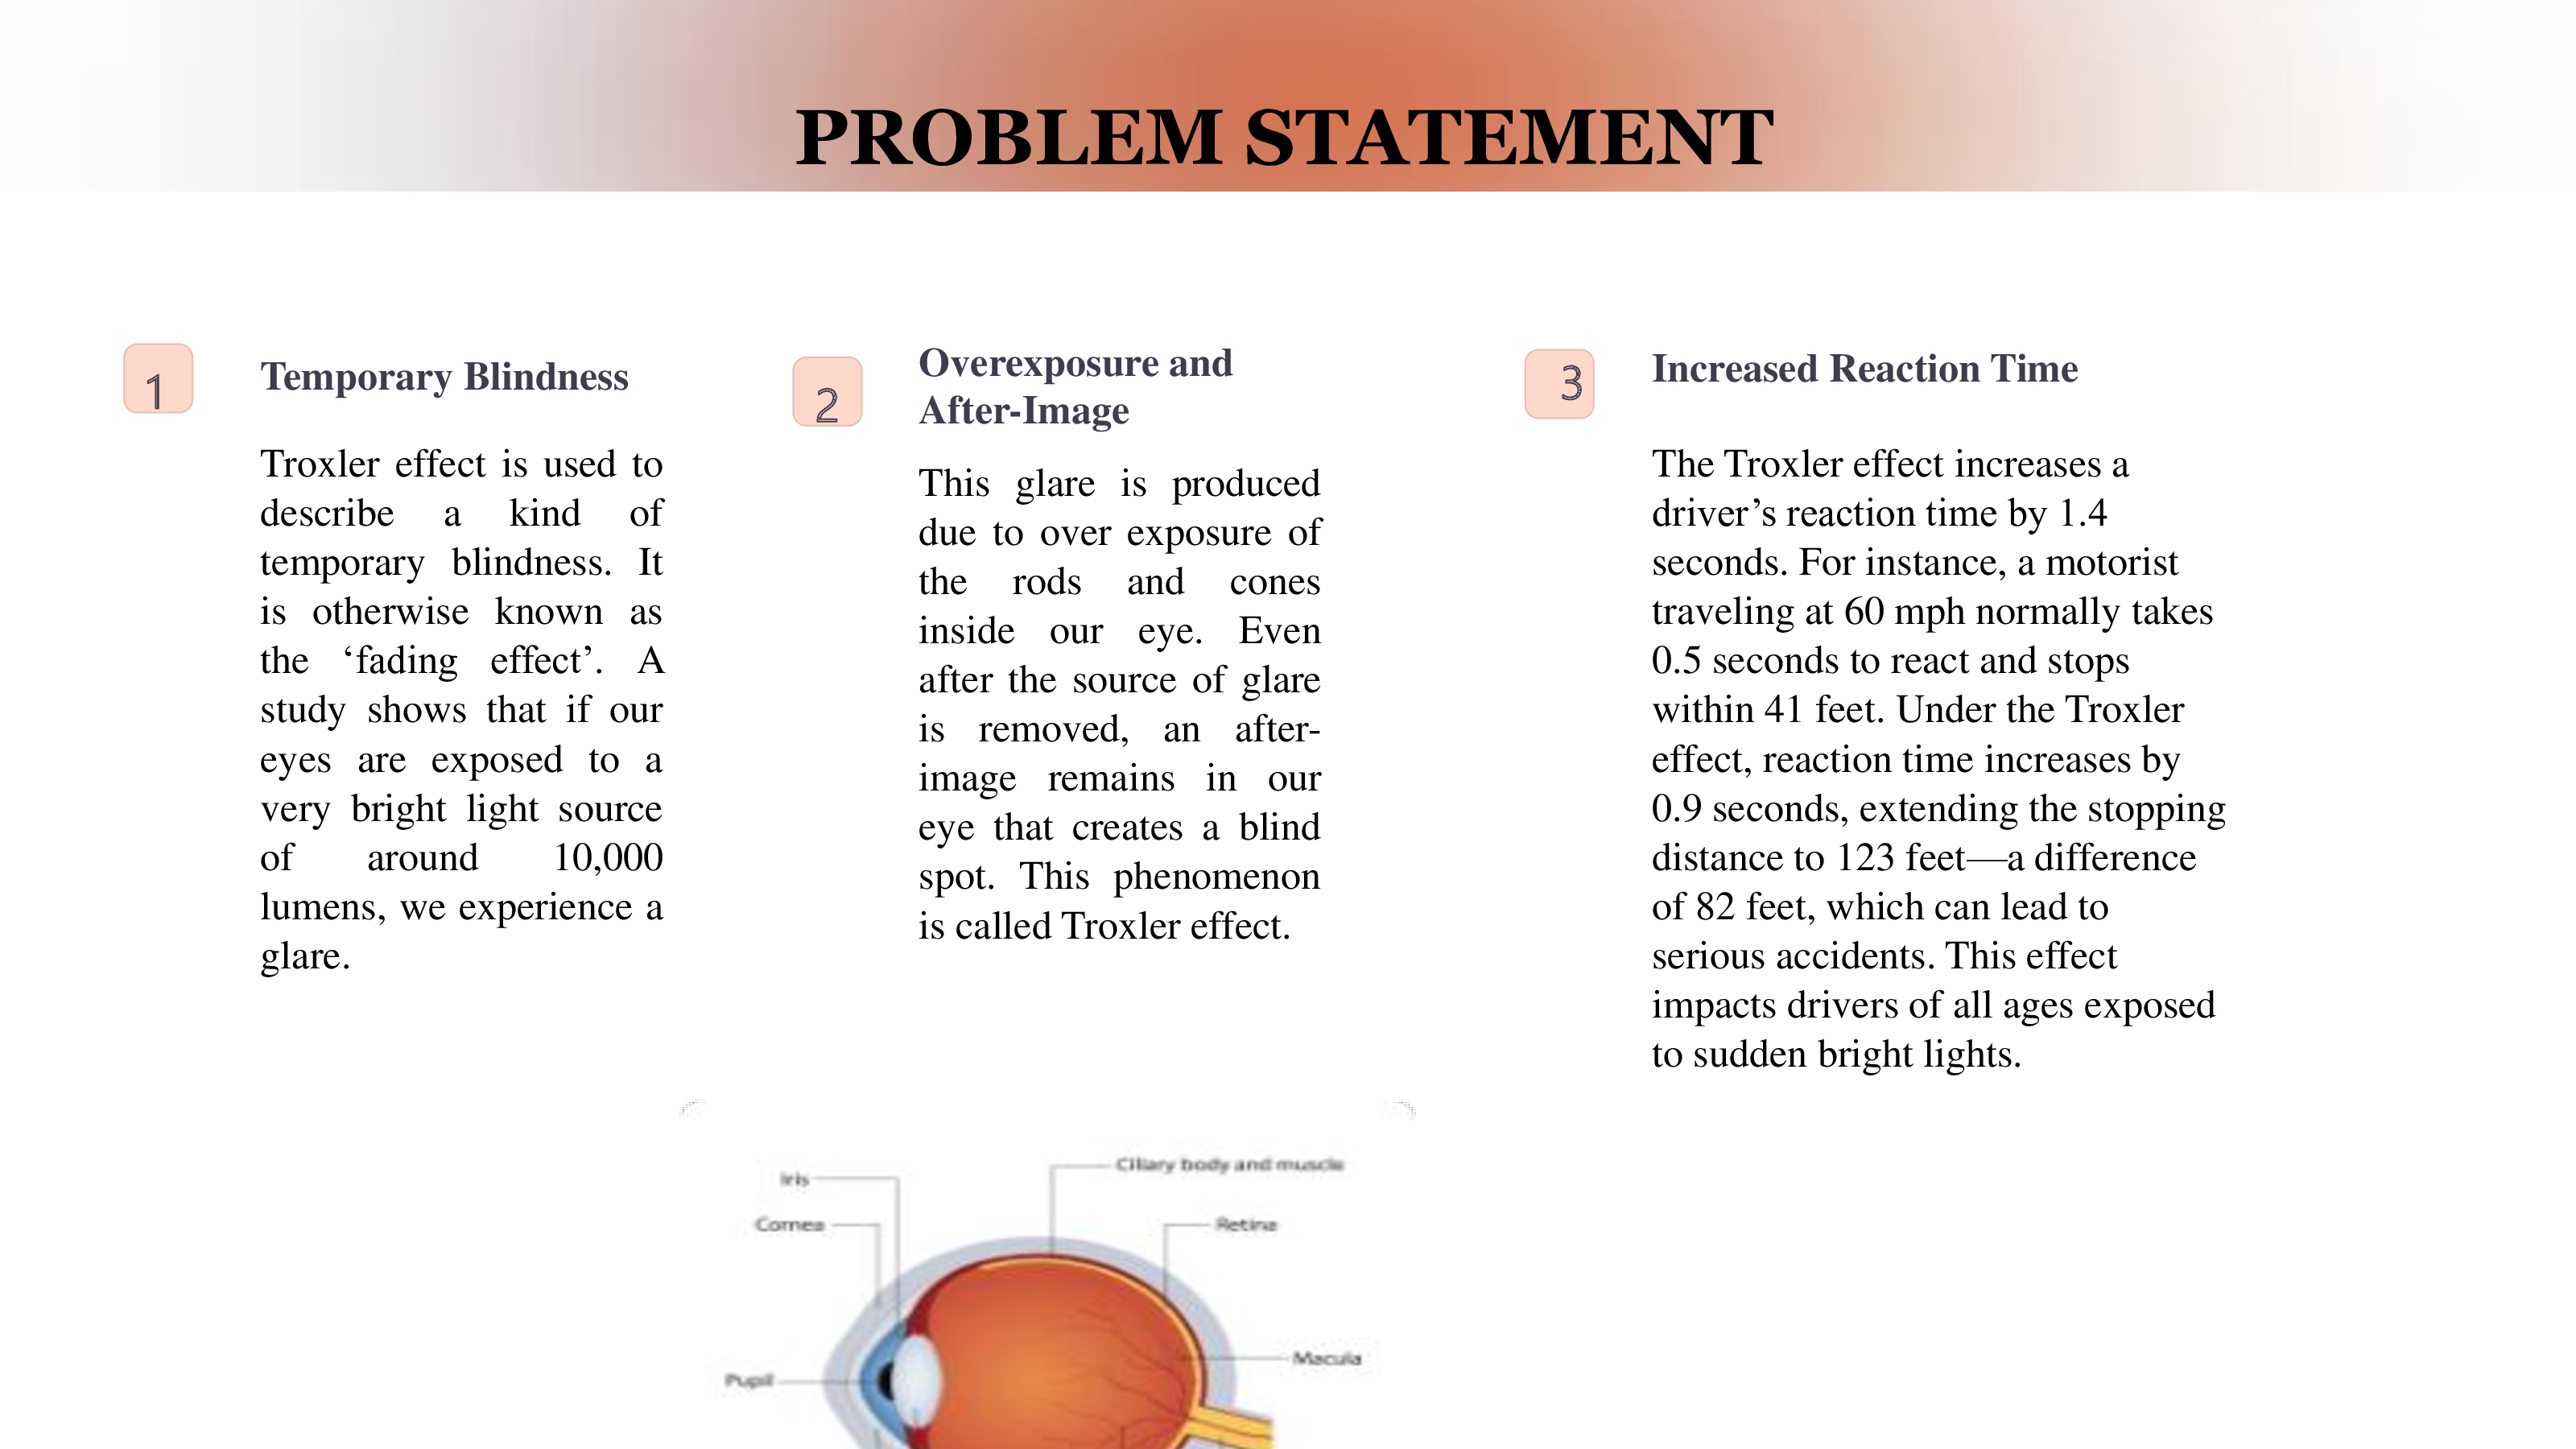 PROBLEM STATEMENT
1
Temporary Blindness
Troxler effect is used to
describe a kind of
temporary blindness. It
is otherwise known as
the ‘fading effect’. A
study shows that if our
eyes are exposed to a
very bright light source
of around 10,000
lumens, we experience a
glare.
2
Overexposure and
After-Image
This glare is produced
due to over exposure of
the rods and cones
inside our eye. Even
after the source of glare
is removed, an after-
image remains in our
eye that creates a blind
spot. This phenomenon
is called Troxler effect.
3
Increased Reaction Time
The Troxler effect increases a
driver’s reaction time by 1.4
seconds. For instance, a motorist
traveling at 60 mph normally takes
0.5 seconds to react and stops
within 41 feet. Under the Troxler
effect, reaction time increases by
0.9 seconds, extending the stopping
distance to 123 feet—a difference
of 82 feet, which can lead to
serious accidents. This effect
impacts drivers of all ages exposed
to sudden bright lights.
Ciliary body and muscle
Iris
Cornea
Retina
Macula
Pupil